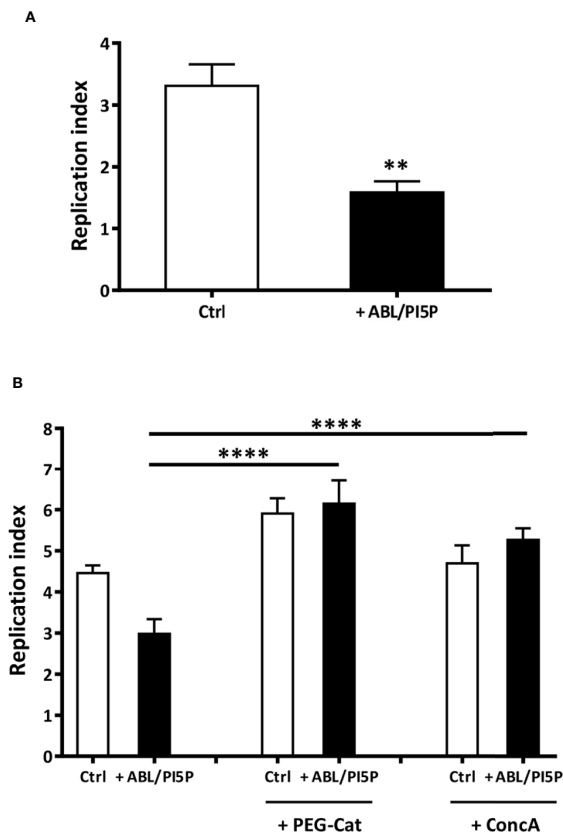 A
Replication index
4
3
2
1
0
**
Ctrl
+ ABL/PI5P
B
Replication index
8
7
6
5
4
3
2
1
0
****
****
Ctrl + ABL/PI5P
Ctrl + ABL/PI5P
Ctrl + ABL/PI5P
+ PEG-Cat
+ ConcA